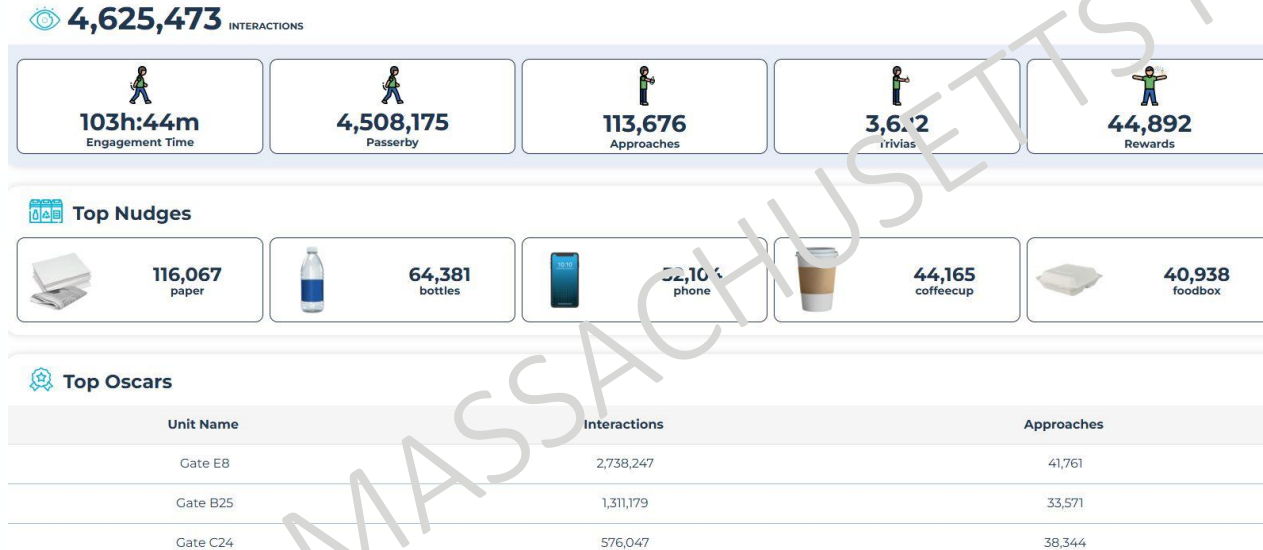 4,625,473 INTERACTIONS
103h:44m 4,508,175 113,676 3,622 44,892
Engagement Time Passerby Approaches Trivias Rewards
Top Nudges
116,067 64,381 44,165 40,938
paper bottles phone coffeecup foodbox
10:10
Top Oscars
Unit Name Interactions Approaches
Gate E8 2,738,247 41,761
Gate B25 1,311,179 33,571
Gate C24 576,047 38,344
MASSACHUSETTS